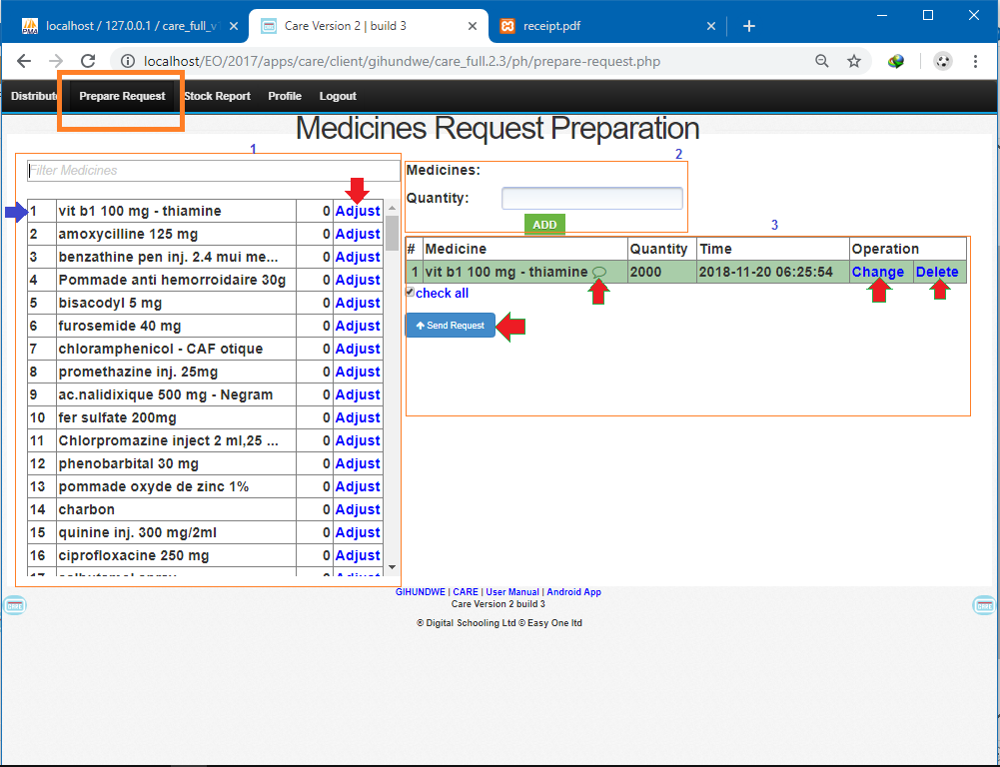 localhost / 127.0.0.1 / care_full_v
Care Version 2 | build 3
receipt.pdf
localhost/EO/2017/apps/care/client/gihundwe/care_full.2.3/ph/prepare-request.php
Distribute Prepare Request Stock Report Profile Logout
Medicines Request Preparation
1
Filter Medicines
1 vit b1 100 mg - thiamine 0 Adjust
2 amoxycilline 125 mg 0 Adjust
3 benzathine pen inj. 2.4 mui me... 0 Adjust
4 Pommade anti hemorroidaire 30g 0 Adjust
5 bisacodyl 5 mg 0 Adjust
6 furosemide 40 mg 0 Adjust
7 chloramphenicol - CAF otique 0 Adjust
8 promethazine inj. 25mg 0 Adjust
9 ac.nalidixique 500 mg - Negram 0 Adjust
10 fer sulfate 200mg 0 Adjust
11 Chlorpromazine inject 2 ml,25 ... 0 Adjust
12 phenobarbital 30 mg 0 Adjust
13 pommade oxyde de zinc 1% 0 Adjust
14 charbon 0 Adjust
15 quinine inj. 300 mg/2ml 0 Adjust
16 ciprofloxacine 250 mg 0 Adjust
2
Medicines:
Quantity:
ADD
3
# Medicine Quantity Time Operation
1 vit b1 100 mg - thiamine 2000 2018-11-20 06:25:54 Change Delete
check all
Send Request
GIHUNDWE | CARE | User Manual | Android App
Care Version 2 build 3
® Digital Schooling Ltd © Easy One ltd